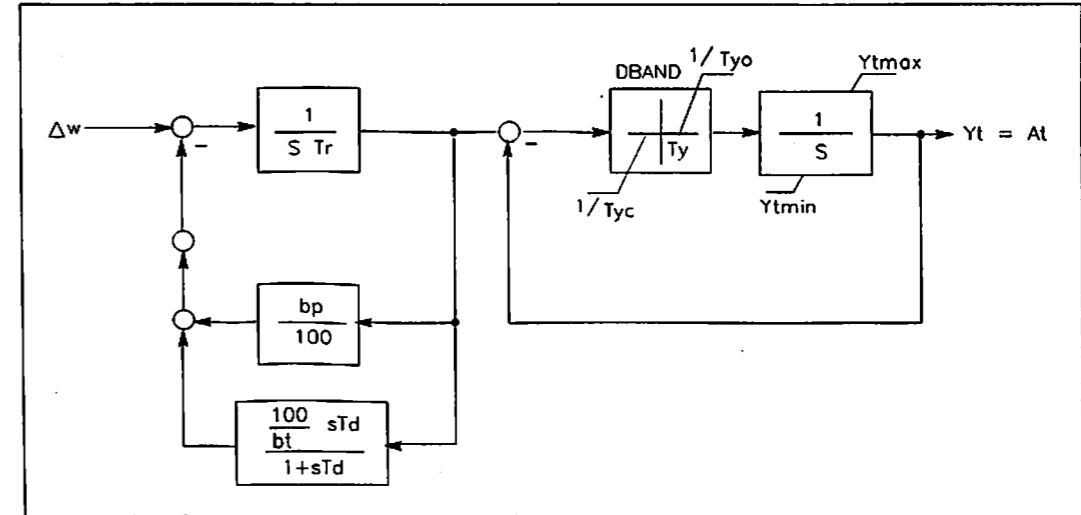 Δw
-
1
S Tr
-
DBAND
1/Tyo
Ty
1/Tyc
Ytmax
1
S
Ytmin
Yt = At
bp
100
100
bt
sTd
1+sTd